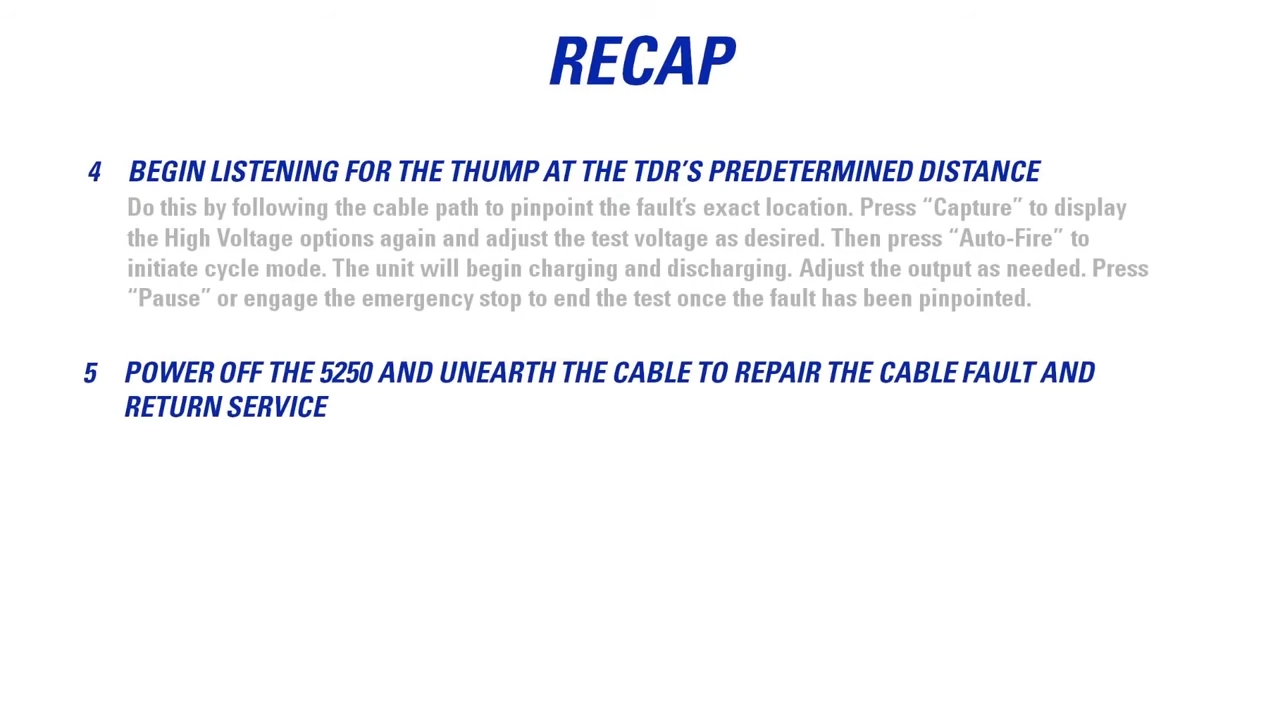 RECAP
4 BEGIN LISTENING FOR THE THUMP AT THE TDR’S PREDETERMINED DISTANCE
Do this by following the cable path to pinpoint the fault’s exact location. Press “Capture” to display
the High Voltage options again and adjust the test voltage as desired. Then press “Auto-Fire” to
initiate cycle mode. The unit will begin charging and discharging. Adjust the output as needed. Press
“Pause” or engage the emergency stop to end the test once the fault has been pinpointed.
5 POWER OFF THE 5250 AND UNEARTH THE CABLE TO REPAIR THE CABLE FAULT AND
RETURN SERVICE